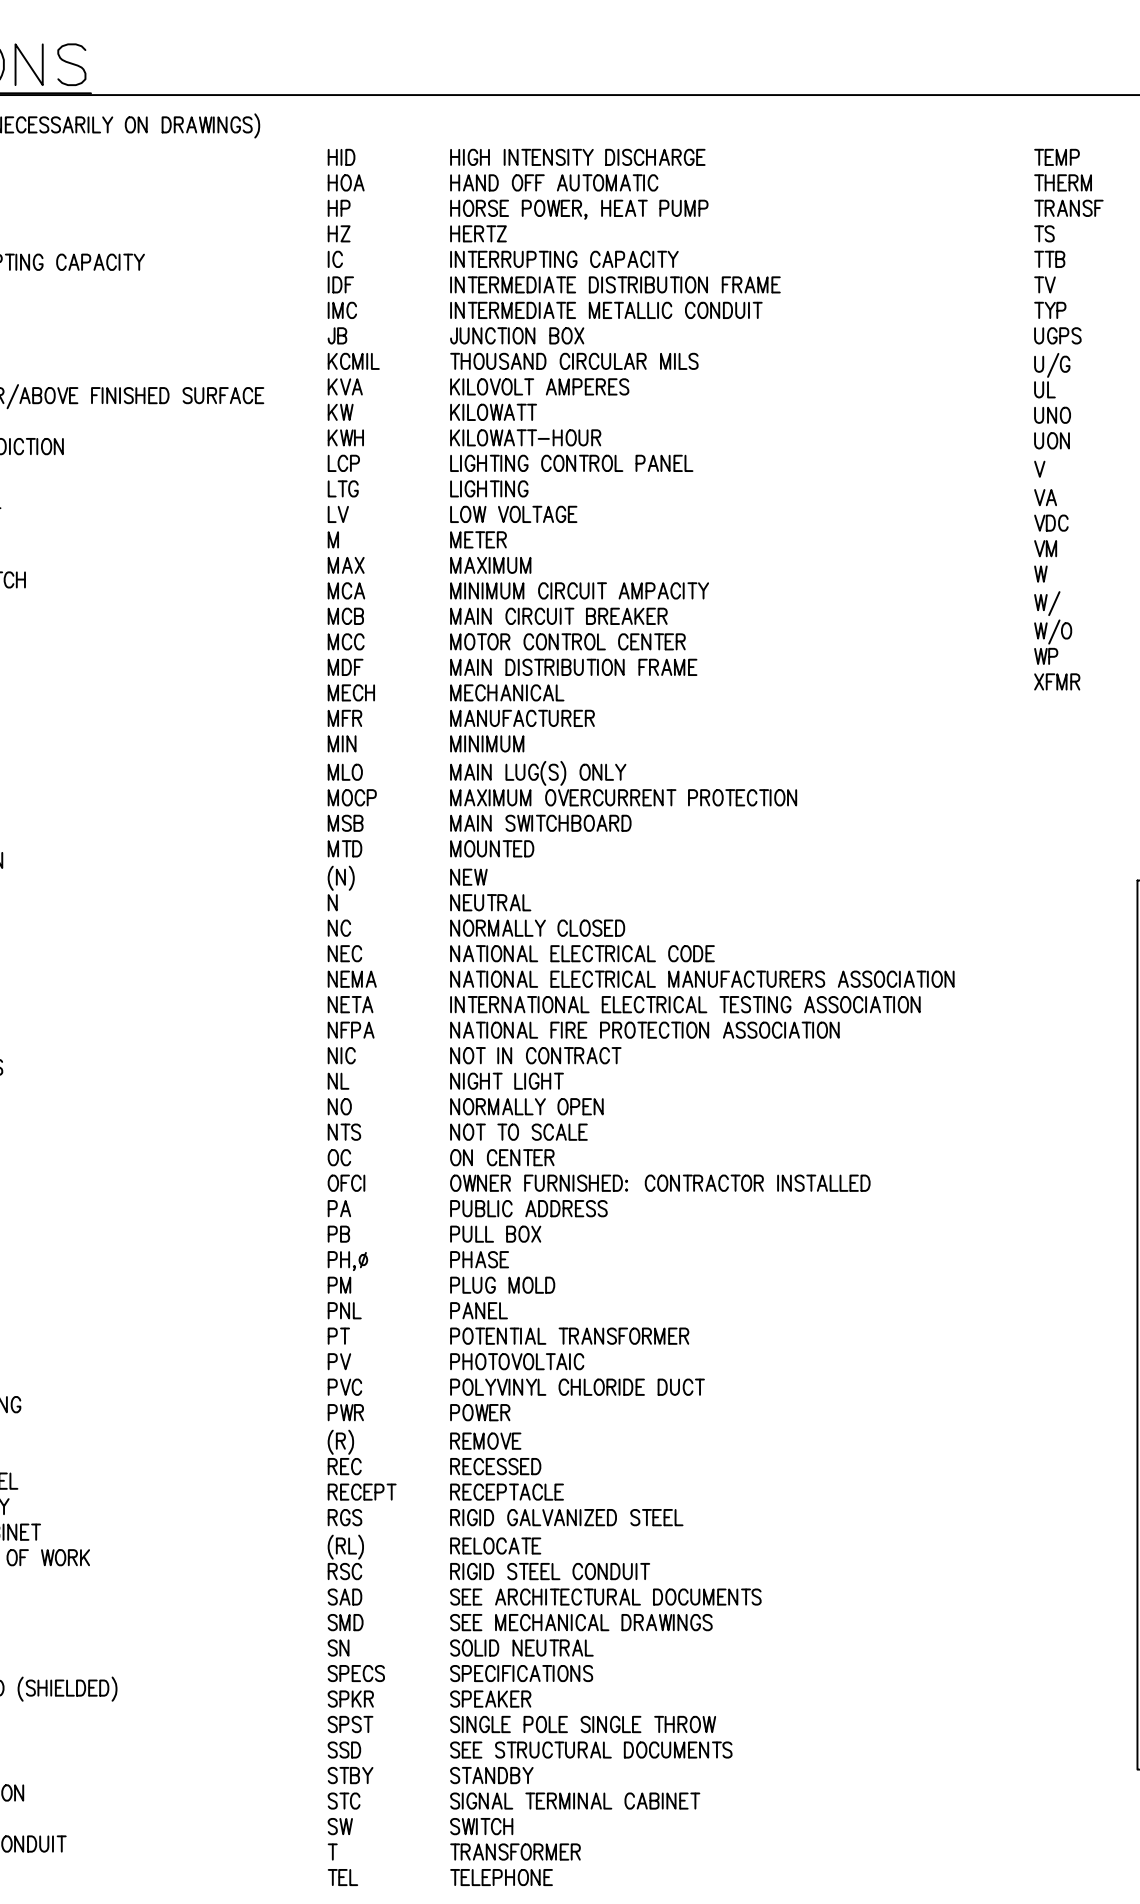 ONS
NECESSARILY ON DRAWINGS)
PTING CAPACITY
R/ABOVE FINISHED SURFACE
DICTION
TCH
N
S
NG
EL
Y
BINET
OF WORK
D (SHIELDED)
ON
ONDUIT
HID HIGH INTENSITY DISCHARGE
HOA HAND OFF AUTOMATIC
HP HORSE POWER, HEAT PUMP
HZ HERTZ
IC INTERRUPTING CAPACITY
IDF INTERMEDIATE DISTRIBUTION FRAME
IMC INTERMEDIATE METALLIC CONDUIT
JB JUNCTION BOX
KCMIL THOUSAND CIRCULAR MILS
KVA KILOVOLT AMPERES
KW KILOWATT
KWH KILOWATT-HOUR
LCP LIGHTING CONTROL PANEL
LTG LIGHTING
LV LOW VOLTAGE
M METER
MAX MAXIMUM
MCA MINIMUM CIRCUIT AMPACITY
MCB MAIN CIRCUIT BREAKER
MCC MOTOR CONTROL CENTER
MDF MAIN DISTRIBUTION FRAME
MECH MECHANICAL
MFR MANUFACTURER
MIN MINIMUM
MLO MAIN LUG(S) ONLY
MOCP MAXIMUM OVERCURRENT PROTECTION
MSB MAIN SWITCHBOARD
MTD MOUNTED
(N) NEW
N NEUTRAL
NC NORMALLY CLOSED
NEC NATIONAL ELECTRICAL CODE
NEMA NATIONAL ELECTRICAL MANUFACTURERS ASSOCIATION
NETA INTERNATIONAL ELECTRICAL TESTING ASSOCIATION
NFPA NATIONAL FIRE PROTECTION ASSOCIATION
NIC NOT IN CONTRACT
NL NIGHT LIGHT
NO NORMALLY OPEN
NTS NOT TO SCALE
OC ON CENTER
OFCI OWNER FURNISHED: CONTRACTOR INSTALLED
PA PUBLIC ADDRESS
PB PULL BOX
PH,ø PHASE
PM PLUG MOLD
PNL PANEL
PT POTENTIAL TRANSFORMER
PV PHOTOVOLTAIC
PVC POLYVINYL CHLORIDE DUCT
PWR POWER
(R) REMOVE
REC RECESSED
RECEPT RECEPTACLE
RGS RIGID GALVANIZED STEEL
(RL) RELOCATE
RSC RIGID STEEL CONDUIT
SAD SEE ARCHITECTURAL DOCUMENTS
SMD SEE MECHANICAL DRAWINGS
SN SOLID NEUTRAL
SPECS SPECIFICATIONS
SPKR SPEAKER
SPST SINGLE POLE SINGLE THROW
SSD SEE STRUCTURAL DOCUMENTS
STBY STANDBY
STC SIGNAL TERMINAL CABINET
SW SWITCH
T TRANSFORMER
TEL TELEPHONE
TEMP
THERM
TRANSF
TS
TTB
TV
TYP
UGPS
U/G
UL
UNO
UON
V
VA
VDC
VM
W
W/
W/O
WP
XFMR